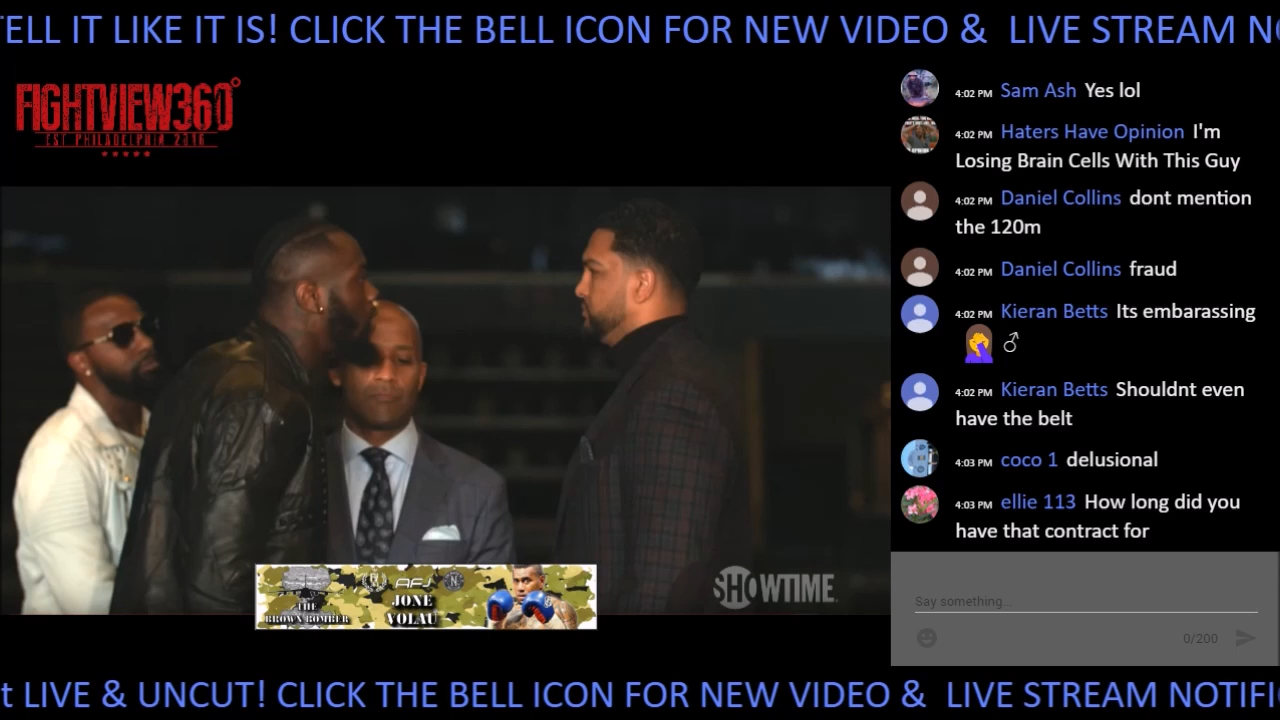 ELL IT LIKE IT IS! CLICK THE BELL ICON FOR NEW VIDEO & LIVE STREAM NO
FIGHTVIEW360°
EST PHILADELPHIA 2016
4:02 PM Sam Ash Yes lol
4:02 PM Haters Have Opinion I'm
Losing Brain Cells With This Guy
4:02 PM Daniel Collins dont mention
the 120m
4:02 PM Daniel Collins fraud
4:02 PM Kieran Betts Its embarassing
🤦♂
4:02 PM Kieran Betts Shouldnt even
have the belt
4:03 PM coco 1 delusional
4:03 PM ellie 113 How long did you
have that contract for
AFJ
N
THE
BROWN BOMBER
JONE
VOLAU
SHOWTIME
Say something...
0/200
t LIVE & UNCUT! CLICK THE BELL ICON FOR NEW VIDEO & LIVE STREAM NOTIFI